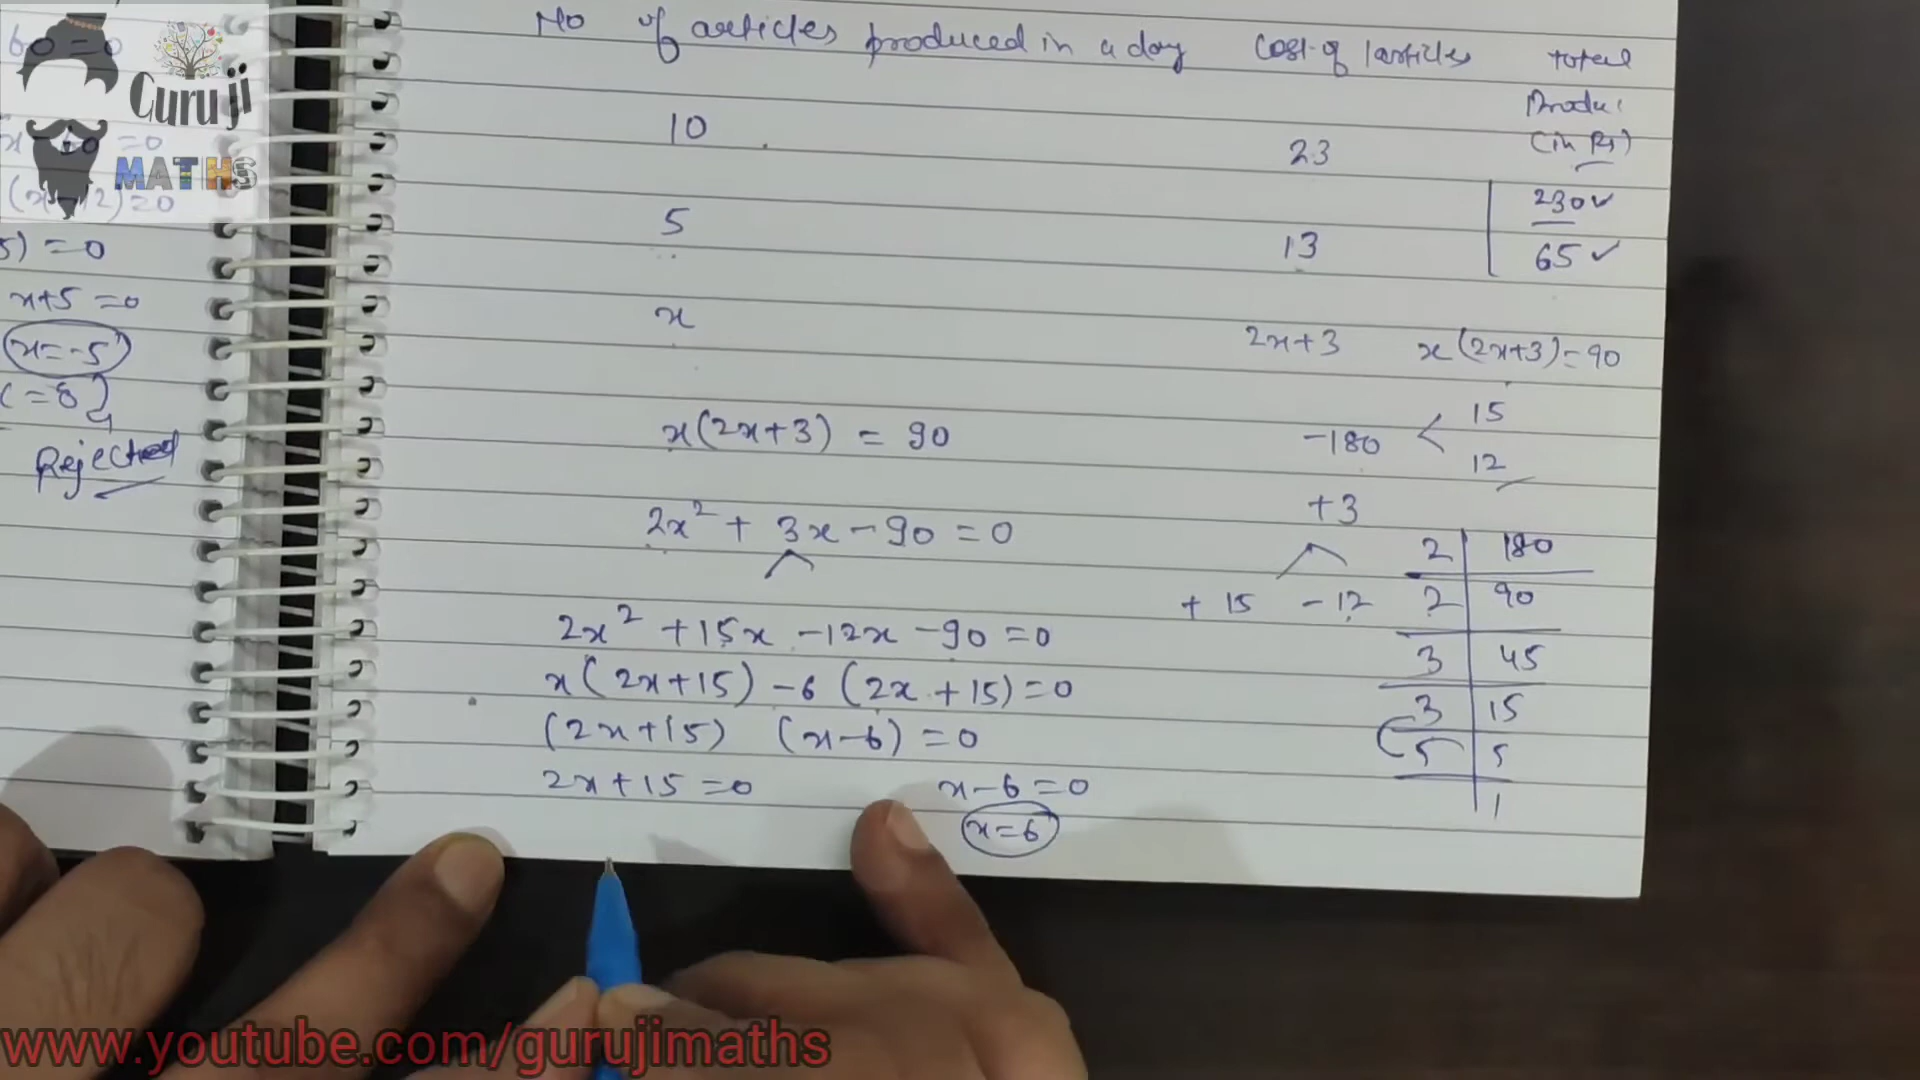 60=0
Guruji
MATHS
=0
x+5 =0
x=-5
Rejected
No of articles produced in a day Cost of 1articles total
Produ
(in Rs)
10 23 230✓
5 13 65✓
x 2x+3 x(2x+3)=90
x(2x+3) = 90
2x² + 3x - 90 = 0
2x² +15x -12x -90 =0
x(2x+15) -6 (2x +15)=0
(2x+15) (x-6) =0
2x+15 =0 x-6=0
x=6
-180 < 15
12
+3
+ 15 -12
2 180
2 90
3 45
3 15
5 5
1
www.youtube.com/gurujimaths